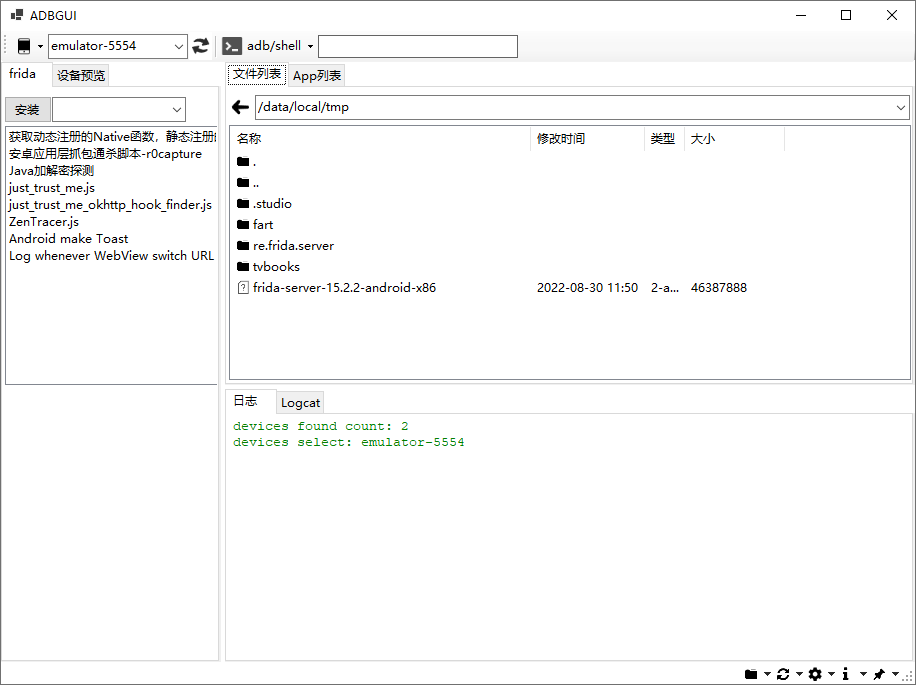 ADBGUI
emulator-5554
adb/shell
frida
设备预览
安装
获取动态注册的Native函数，静态注册
安卓应用层抓包通杀脚本-r0capture
Java加解密探测
just_trust_me.js
just_trust_me_okhttp_hook_finder.js
ZenTracer.js
Android make Toast
Log whenever WebView switch URL
文件列表 App列表
/data/local/tmp
名称 修改时间 类型 大小
.
..
.studio
fart
re.frida.server
tvbooks
frida-server-15.2.2-android-x86 2022-08-30 11:50 2-a... 46387888
日志 Logcat
devices found count: 2
devices select: emulator-5554